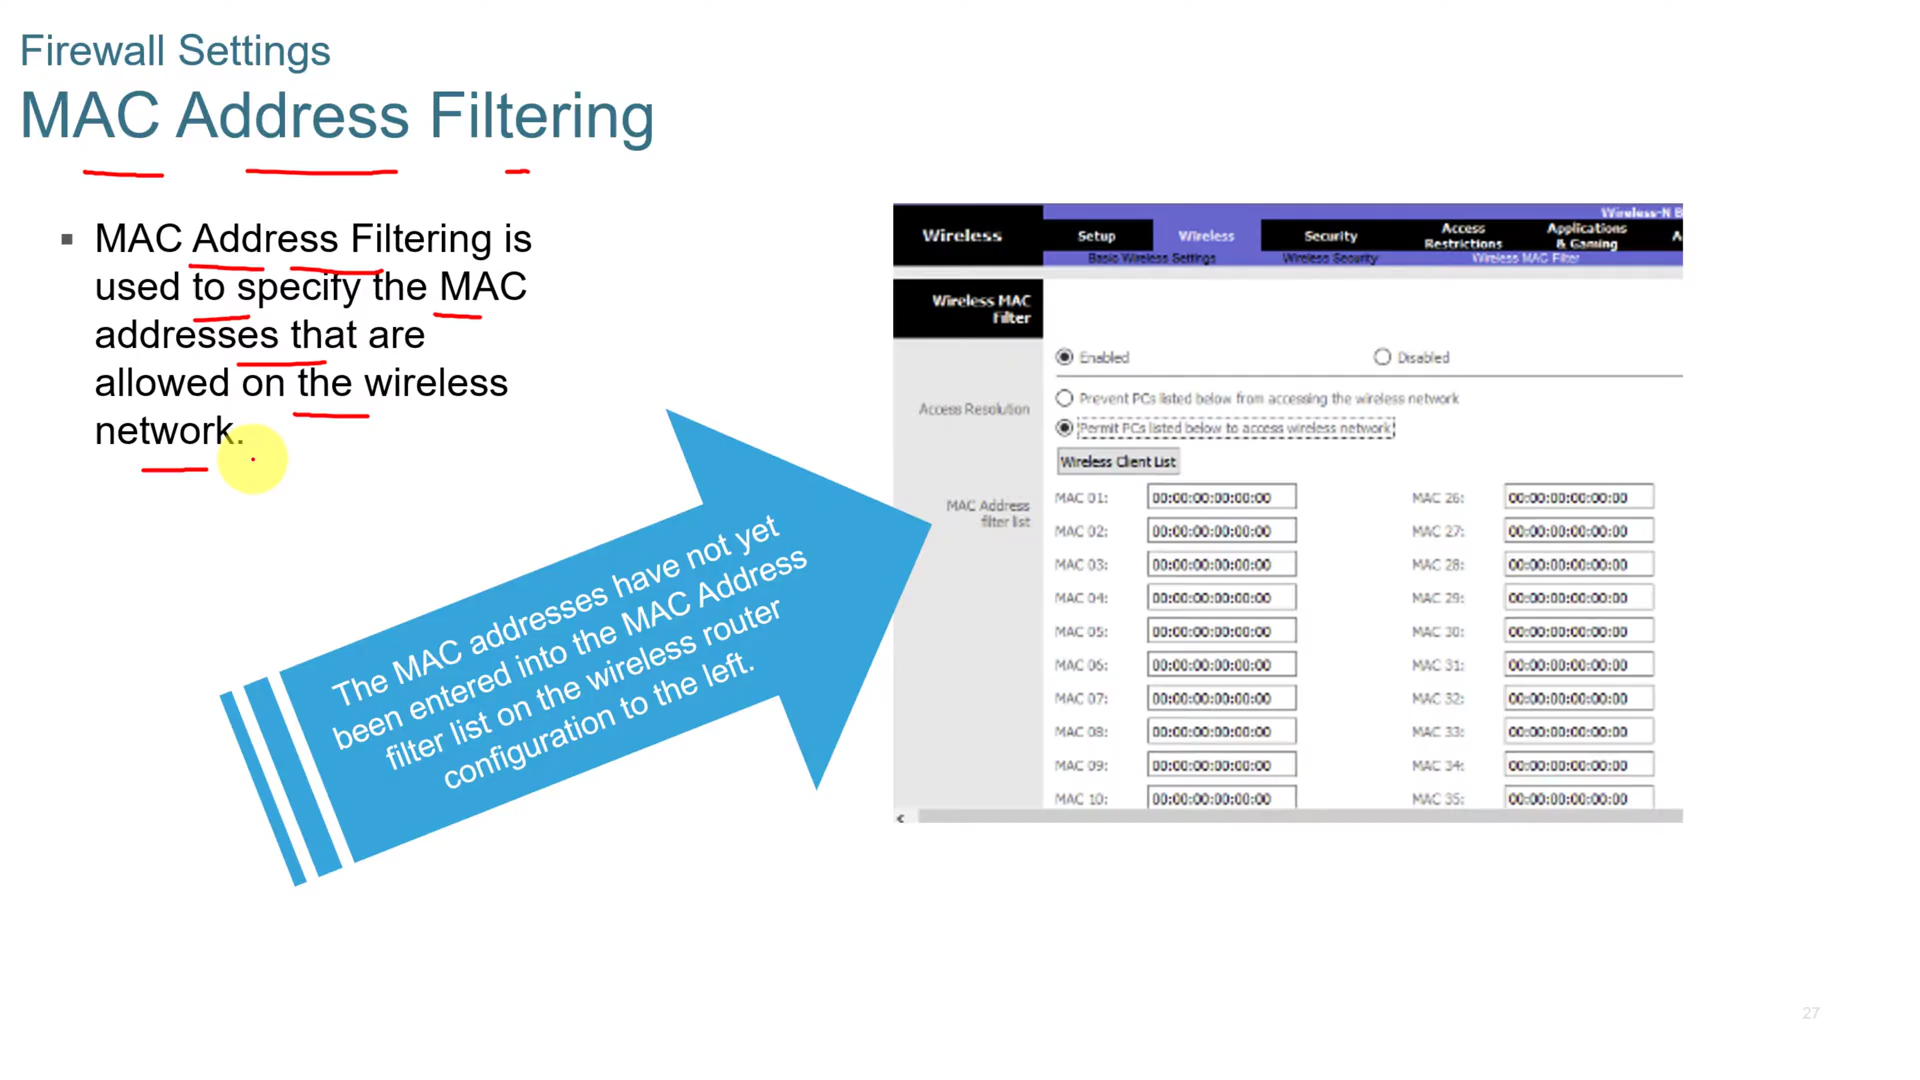 Firewall Settings
MAC Address Filtering
▪ MAC Address Filtering is
used to specify the MAC
addresses that are
allowed on the wireless
network.
The MAC addresses have not yet
been entered into the MAC Address
filter list on the wireless router
configuration to the left.
Wireless-N B
Wireless
Setup
Wireless
Security
Access
Restrictions
Applications
& Gaming
A
Basic Wireless Settings
Wireless Security
Wireless MAC Filter
Wireless MAC
Filter
Enabled
Disabled
Access Resolution
Prevent PCs listed below from accessing the wireless network
Permit PCs listed below to access wireless network
Wireless Client List
MAC Address
filter list
MAC 01: 00:00:00:00:00:00 MAC 26: 00:00:00:00:00:00
MAC 02: 00:00:00:00:00:00 MAC 27: 00:00:00:00:00:00
MAC 03: 00:00:00:00:00:00 MAC 28: 00:00:00:00:00:00
MAC 04: 00:00:00:00:00:00 MAC 29: 00:00:00:00:00:00
MAC 05: 00:00:00:00:00:00 MAC 30: 00:00:00:00:00:00
MAC 06: 00:00:00:00:00:00 MAC 31: 00:00:00:00:00:00
MAC 07: 00:00:00:00:00:00 MAC 32: 00:00:00:00:00:00
MAC 08: 00:00:00:00:00:00 MAC 33: 00:00:00:00:00:00
MAC 09: 00:00:00:00:00:00 MAC 34: 00:00:00:00:00:00
MAC 10: 00:00:00:00:00:00 MAC 35: 00:00:00:00:00:00
27